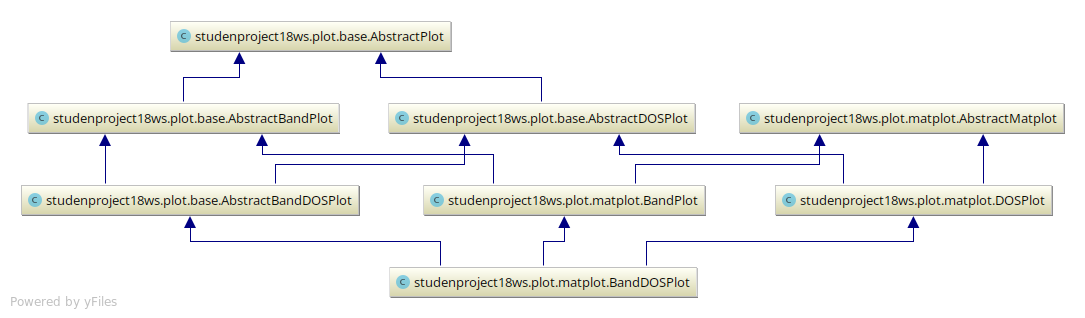 C studenproject18ws.plot.base.AbstractPlot
C studenproject18ws.plot.base.AbstractBandPlot
C studenproject18ws.plot.base.AbstractDOSPlot
C studenproject18ws.plot.matplot.AbstractMatplot
C studenproject18ws.plot.base.AbstractBandDOSPlot
C studenproject18ws.plot.matplot.BandPlot
C studenproject18ws.plot.matplot.DOSPlot
C studenproject18ws.plot.matplot.BandDOSPlot
Powered by yFiles